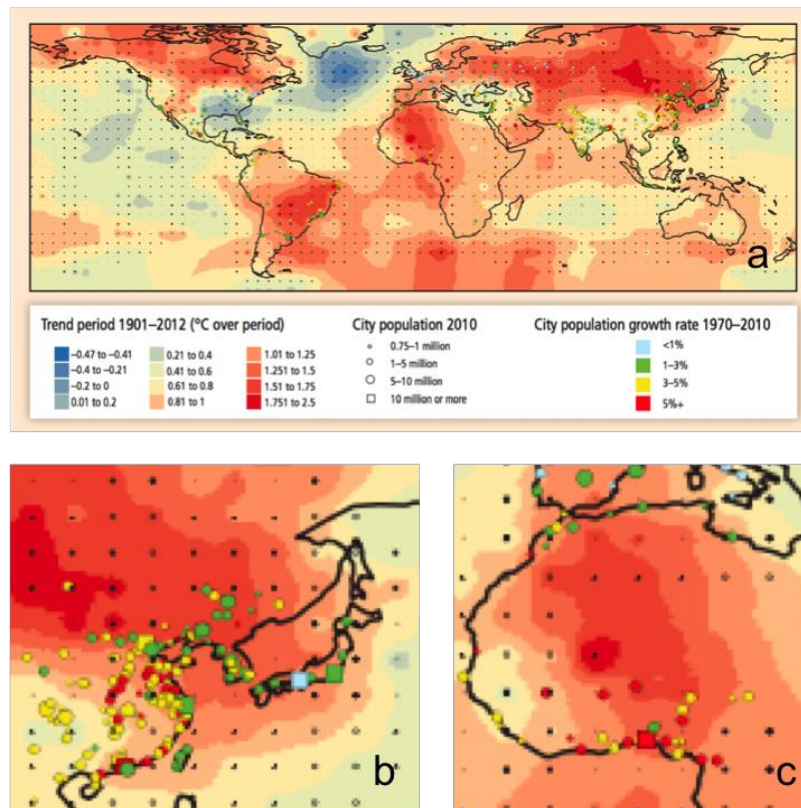 a
Trend period 1901–2012 (°C over period)
City population 2010
City population growth rate 1970–2010
−0.47 to −0.41
0.21 to 0.4
1.01 to 1.25
0.75–1 million
<1%
−0.4 to −0.21
0.41 to 0.6
1.251 to 1.5
1–5 million
1–3%
−0.2 to 0
0.61 to 0.8
1.51 to 1.75
5–10 million
3–5%
0.01 to 0.2
0.81 to 1
1.751 to 2.5
10 million or more
5%+
b
c